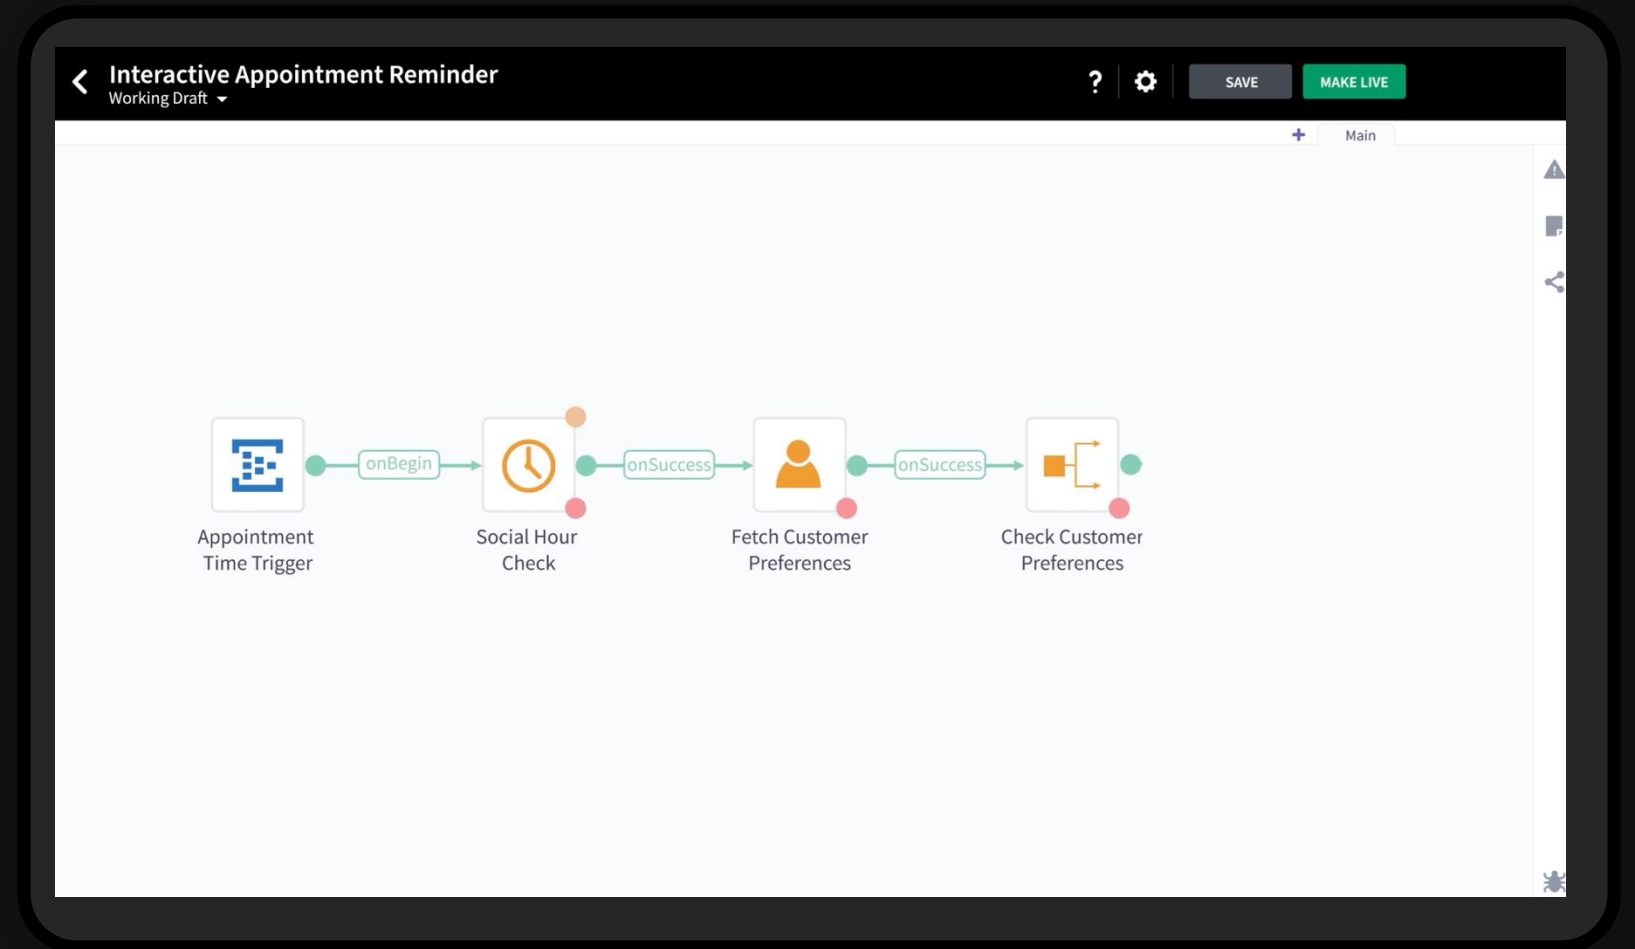 Interactive Appointment Reminder
Working Draft
?
SAVE
MAKE LIVE
+
Main
onBegin
onSuccess
onSuccess
Appointment
Time Trigger
Social Hour
Check
Fetch Customer
Preferences
Check Customer
Preferences